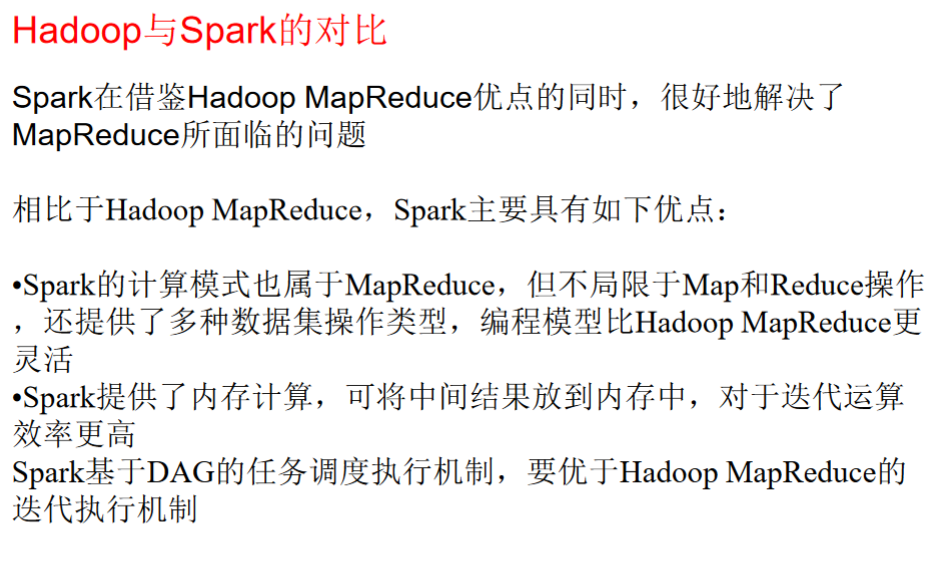 Hadoop与Spark的对比
Spark在借鉴Hadoop MapReduce优点的同时，很好地解决了
MapReduce所面临的问题
相比于Hadoop MapReduce，Spark主要具有如下优点：
•Spark的计算模式也属于MapReduce，但不局限于Map和Reduce操作
，还提供了多种数据集操作类型，编程模型比Hadoop MapReduce更
灵活
•Spark提供了内存计算，可将中间结果放到内存中，对于迭代运算
效率更高
Spark基于DAG的任务调度执行机制，要优于Hadoop MapReduce的
迭代执行机制